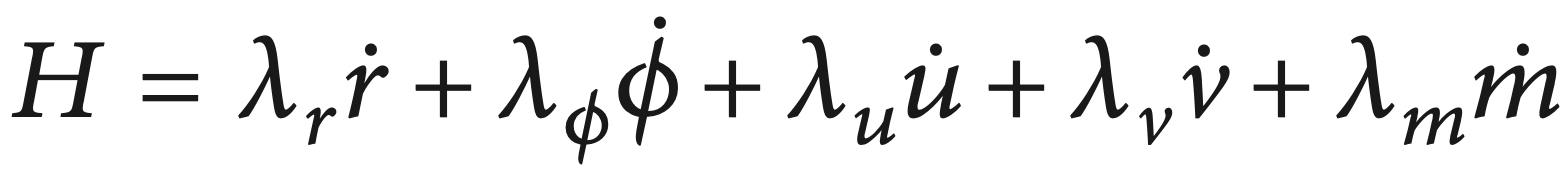 H = λ_r ṙ + λ_ϕ ϕ̇ + λ_u u̇ + λ_v v̇ + λ_m ṁ